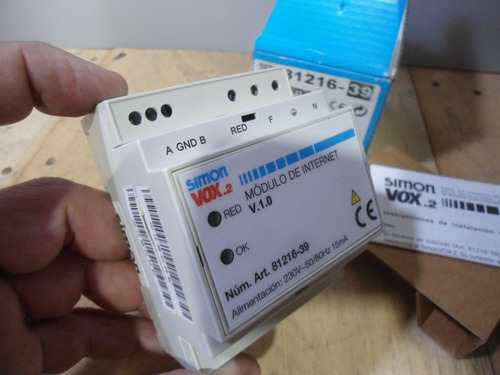 81216-39
A GND B
RED
F
N
simon
VOX.2
MÓDULO DE INTERNET
V.1.0
RED
OK
CE
Núm. Art. 81216-39
Alimentación: 230V~50/60Hz 15mA
simon
VOX.2
Instrucciones de instalación